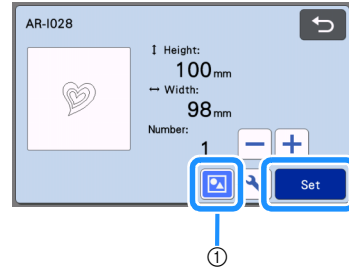 AR-I028
Height:
100mm
Width:
98mm
Number:
1
Set
①